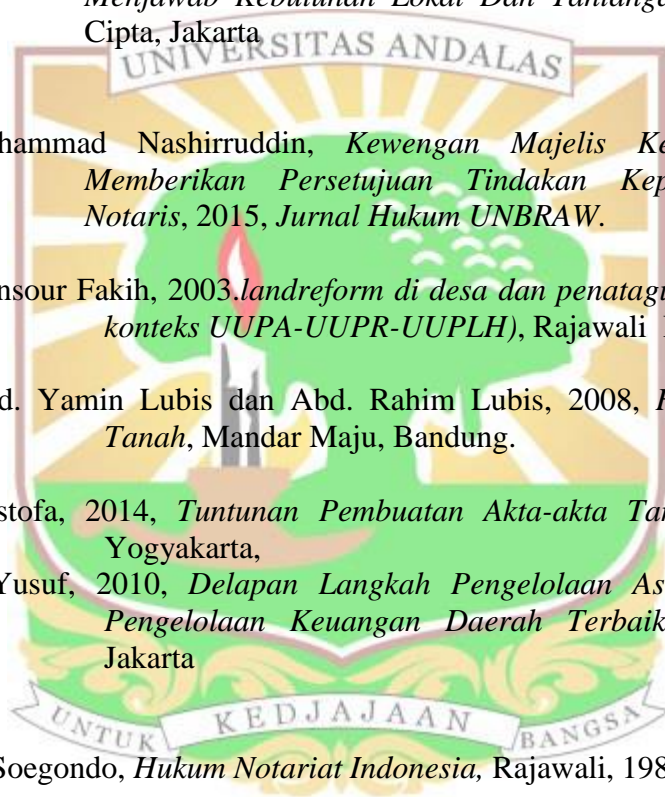 Menjawab Kebutuhan Lokal Dan
Cipta, Jakarta
UNIVERSITAS ANDALAS
hammad Nashirruddin, Kewengan Majelis Ke
Memberikan Persetujuan Tindakan Kep
Notaris, 2015, Jurnal Hukum UNBRAW.
nsour Fakih, 2003.landreform di desa dan penatagu
konteks UUPA-UUPR-UUPLH), Rajawali
d. Yamin Lubis dan Abd. Rahim Lubis, 2008,
Tanah, Mandar Maju, Bandung.
stofa, 2014, Tuntunan Pembuatan Akta-akta Tan
Yogyakarta,
Yusuf, 2010, Delapan Langkah Pengelolaan As
Pengelolaan Keuangan Daerah Terbaik
Jakarta
UNTUK KEDJAJAAN BANGSA
Soegondo, Hukum Notariat Indonesia, Rajawali, 198